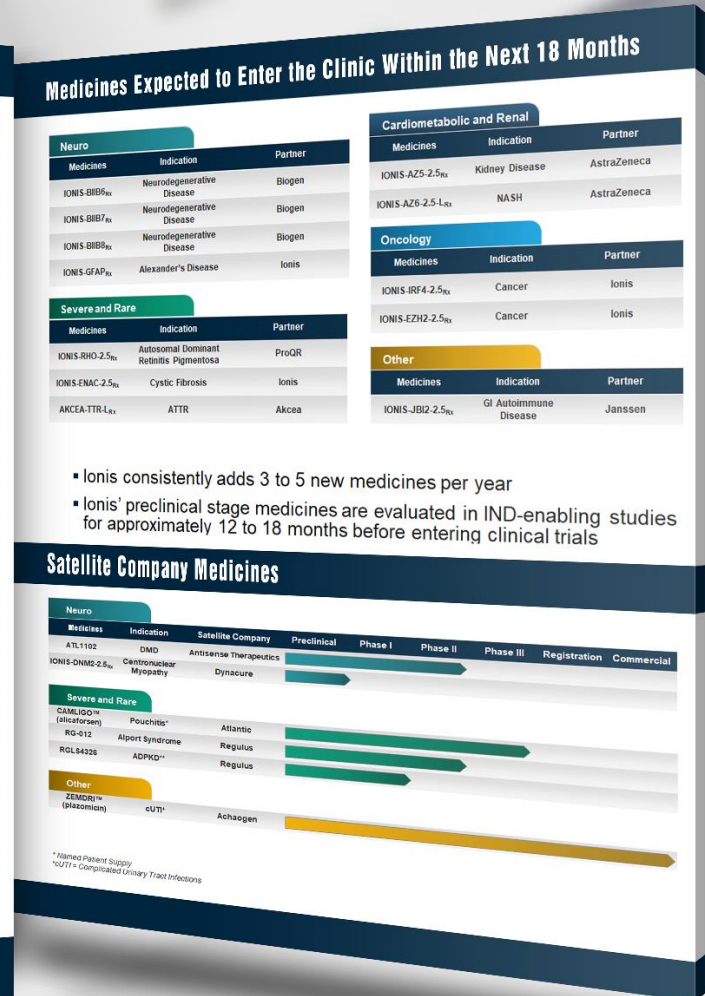 Medicines Expected to Enter the Clinic Within the Next 18 Months
Neuro
Medicines Indication Partner
IONIS-BIIB6Rx Neurodegenerative Disease Biogen
IONIS-BIIB7Rx Neurodegenerative Disease Biogen
IONIS-BIIB8Rx Neurodegenerative Disease Biogen
IONIS-GFAPRx Alexander's Disease Ionis
Severe and Rare
Medicines Indication Partner
IONIS-RHO-2.5Rx Autosomal Dominant Retinitis Pigmentosa ProQR
IONIS-ENAC-2.5Rx Cystic Fibrosis Ionis
AKCEA-TTR-LRx ATTR Akcea
Cardiometabolic and Renal
Medicines Indication Partner
IONIS-AZ5-2.5Rx Kidney Disease AstraZeneca
IONIS-AZ6-2.5-LRx NASH AstraZeneca
Oncology
Medicines Indication Partner
IONIS-IRF4-2.5Rx Cancer Ionis
IONIS-EZH2-2.5Rx Cancer Ionis
Other
Medicines Indication Partner
IONIS-JBI2-2.5Rx GI Autoimmune Disease Janssen
▪ Ionis consistently adds 3 to 5 new medicines per year
▪ Ionis' preclinical stage medicines are evaluated in IND-enabling studies
for approximately 12 to 18 months before entering clinical trials
Satellite Company Medicines
Neuro
Medicines Indication Satellite Company Preclinical Phase I Phase II Phase III Registration Commercial
ATL1102 DMD Antisense Therapeutics
IONIS-DNM2-2.5Rx Centronuclear Myopathy Dynacure
Severe and Rare
CAMLIGO™ (alicaforsen) Pouchitis* Atlantic
RG-012 Alport Syndrome Regulus
RGLS4326 ADPKD** Regulus
Other
ZEMDRI™ (plazomicin) cUTI* Achaogen
* Named Patient Supply
*cUTI = Complicated Urinary Tract Infections